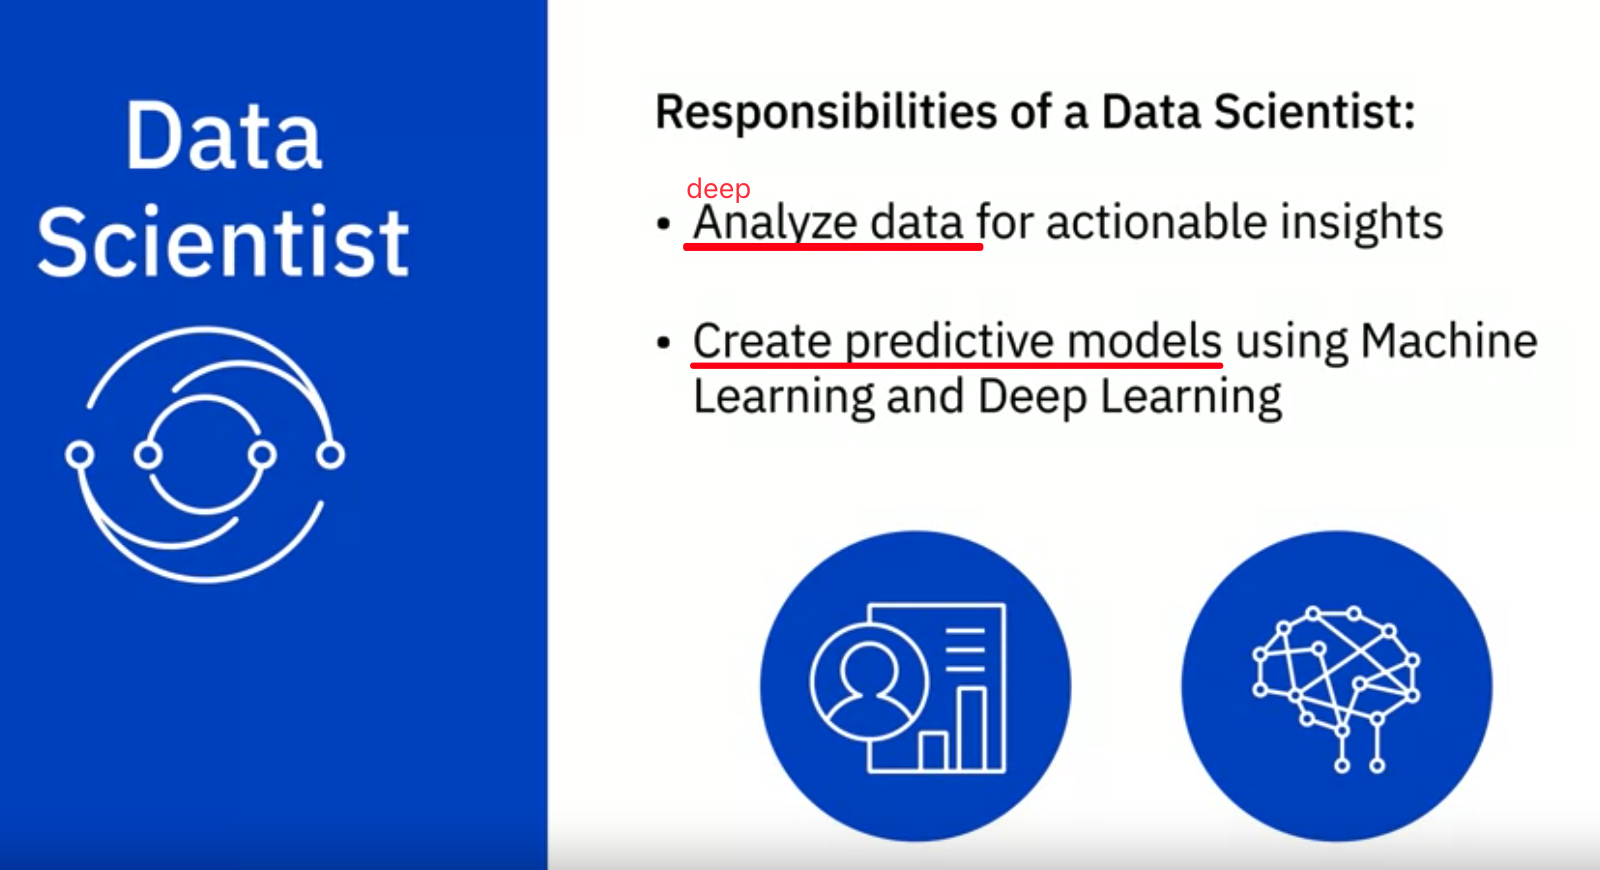 Data
Scientist
Responsibilities of a Data Scientist:
deep
• Analyze data for actionable insights
• Create predictive models using Machine
Learning and Deep Learning